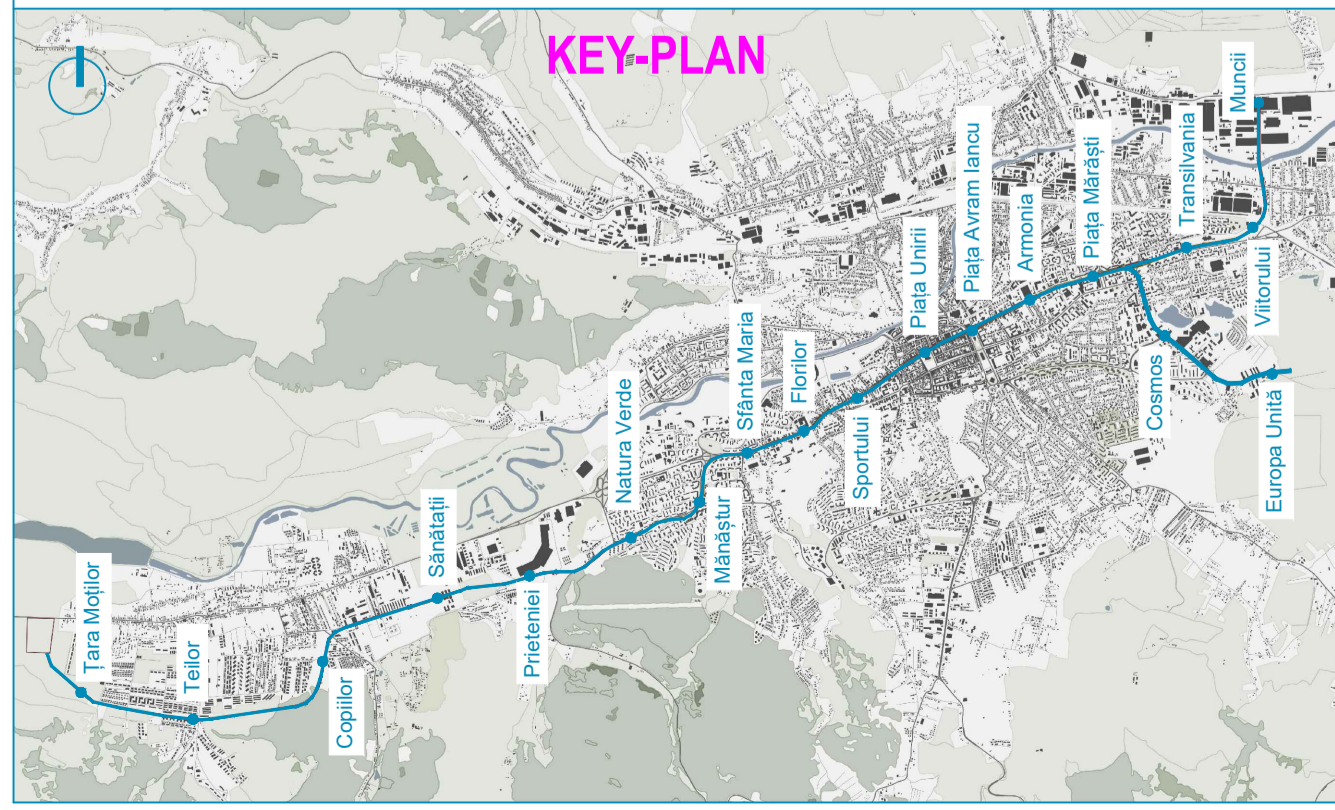 KEY-PLAN
Țara Moților
Teilor
Copiilor
Sănătații
Prieteniei
Natura Verde
Mănăștur
Sfânta Maria
Florilor
Sportului
Piața Unirii
Piața Avram Iancu
Armonia
Piața Mărăști
Transilvania
Viitorului
Muncii
Cosmos
Europa Unită